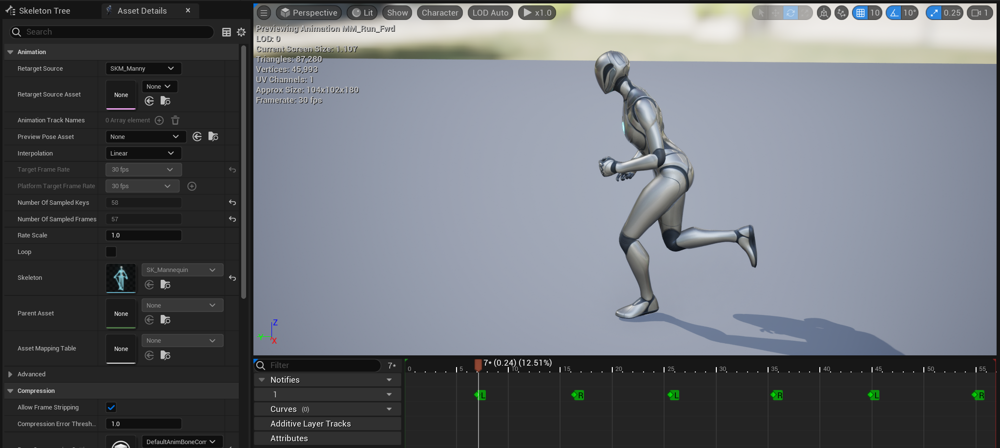 Skeleton Tree
Asset Details
Search
Animation
Retarget Source
SKM_Manny
Retarget Source Asset
None
None
Animation Track Names
0 Array element
Preview Pose Asset
None
Interpolation
Linear
Target Frame Rate
30 fps
Platform Target Frame Rate
30 fps
Number Of Sampled Keys
58
Number Of Sampled Frames
57
Rate Scale
1.0
Loop
Skeleton
SK_Mannequin
Parent Asset
None
None
Asset Mapping Table
None
None
Advanced
Compression
Allow Frame Stripping
Compression Error Thresh...
1.0
DefaultAnimBoneCom
Perspective
Lit
Show
Character
LOD Auto
x1.0
10
10°
0.25
1
Previewing Animation MM_Run_Fwd
LOD: 0
Current Screen Size: 1.107
Triangles: 87,280
Vertices: 45,993
UV Channels: 1
Approx Size: 104x102x180
Framerate: 30 fps
Z
Y
X
Filter
7*
7* (0.24) (12.51%)
0 5 10 15 20 25 30 35 40 45 50 55
Notifies
1
L R L R L R
Curves (0)
Additive Layer Tracks
Attributes